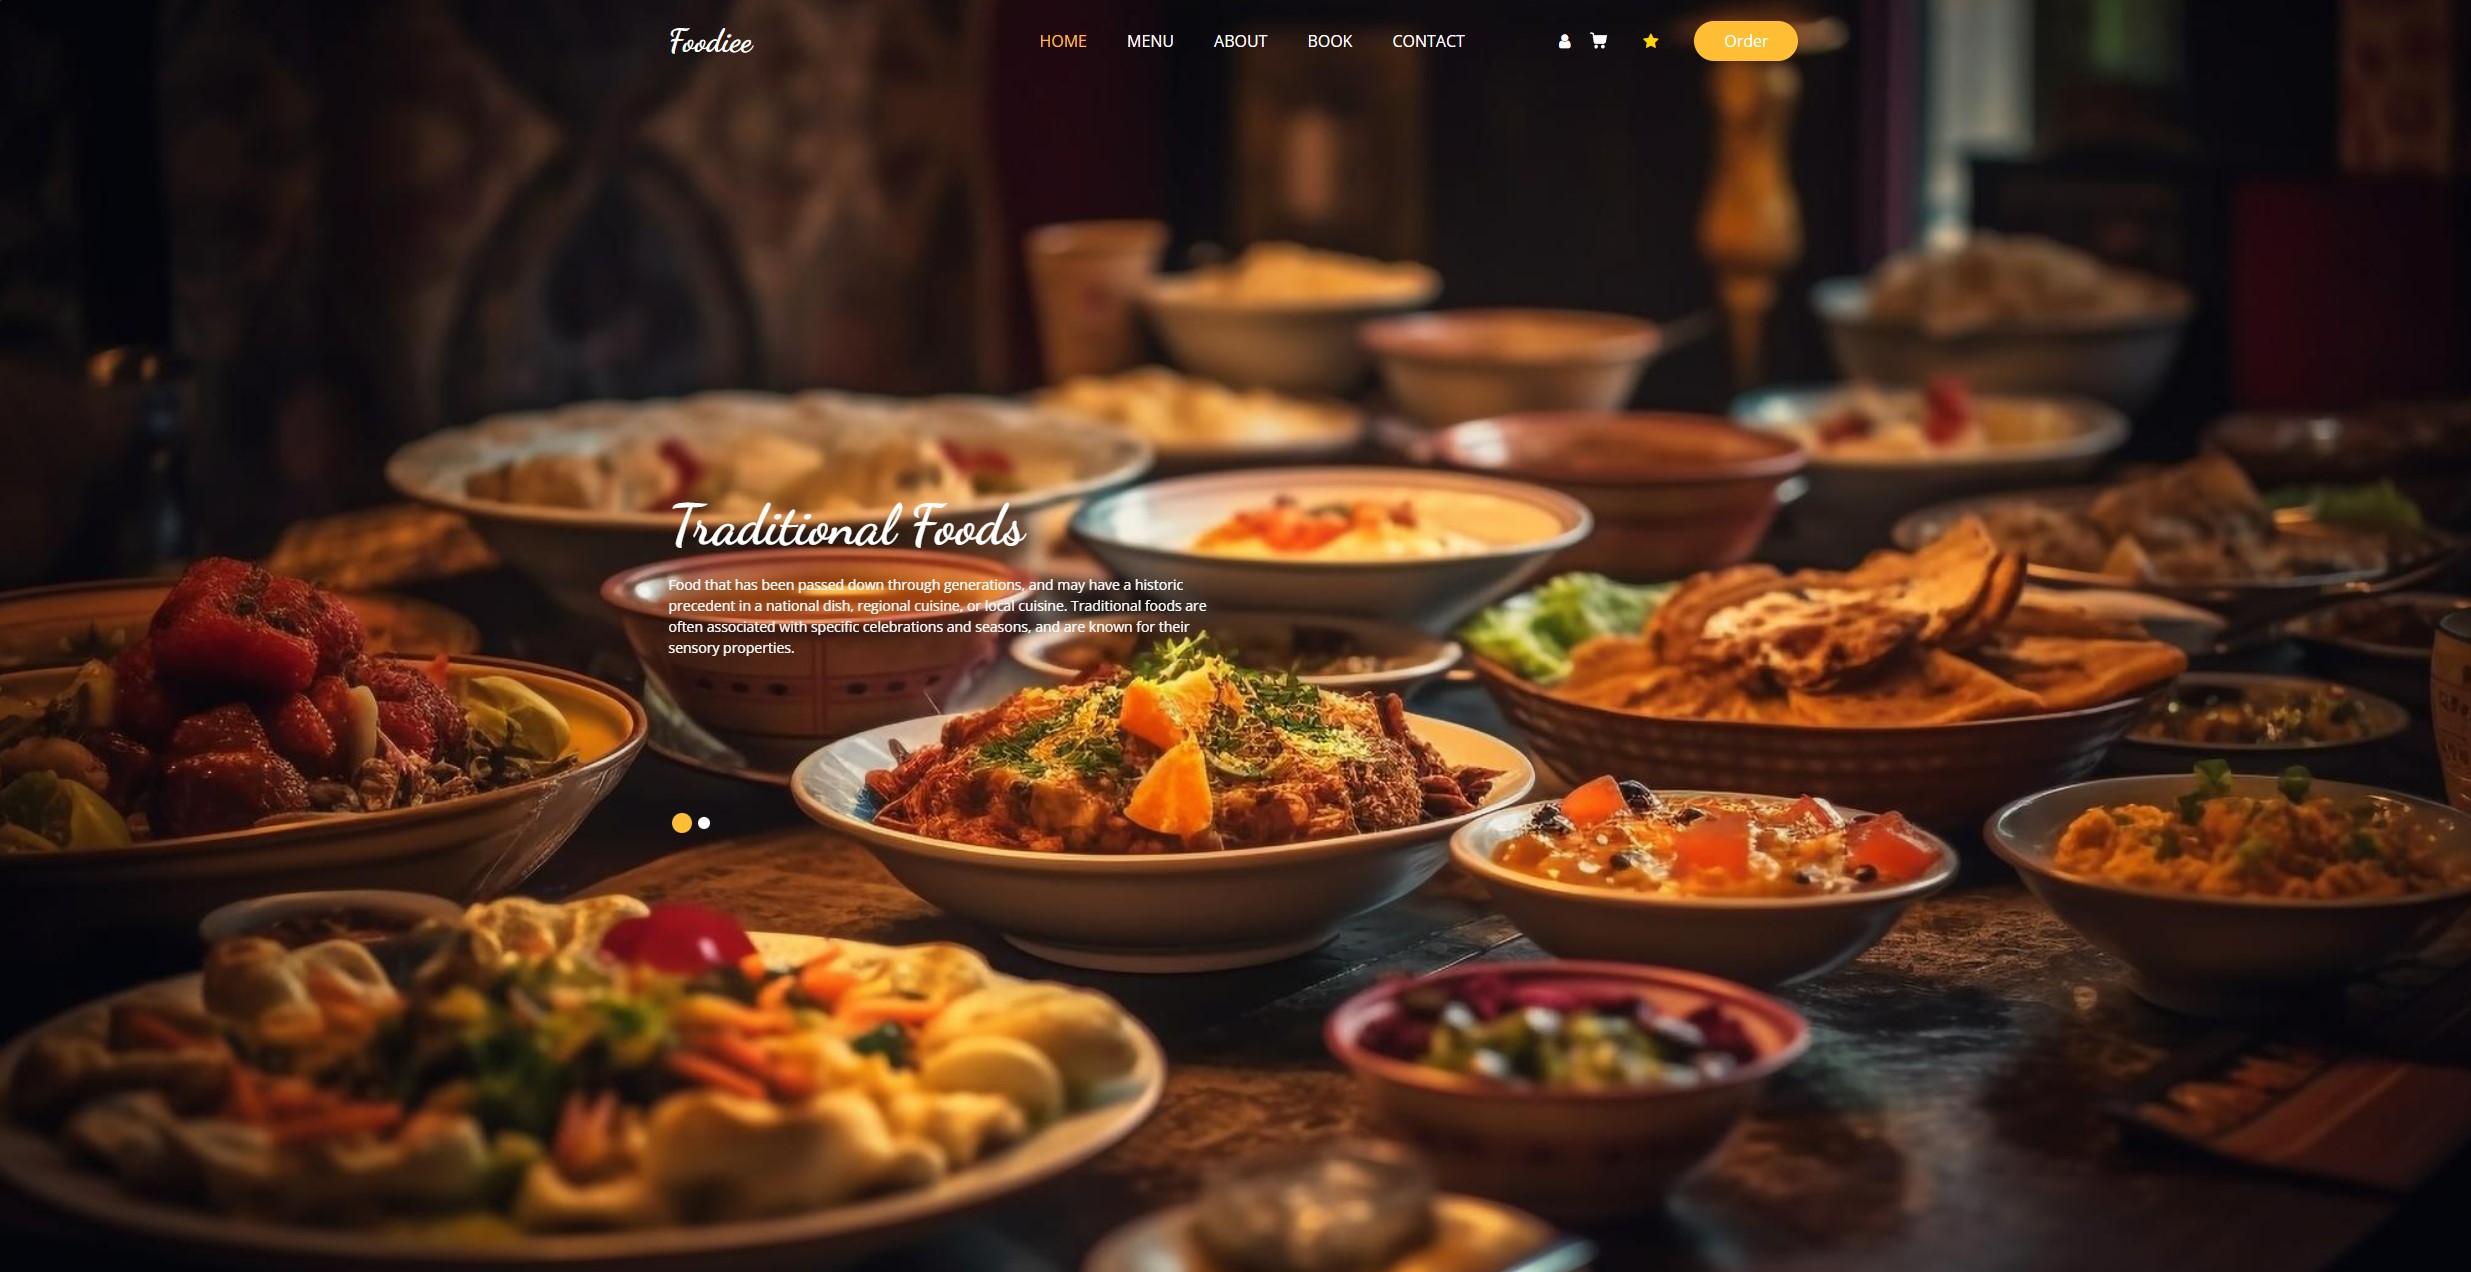 Foodiee
HOME MENU ABOUT BOOK CONTACT
Order
Traditional Foods
Food that has been passed down through generations, and may have a historic
precedent in a national dish, regional cuisine, or local cuisine. Traditional foods are
often associated with specific celebrations and seasons, and are known for their
sensory properties.